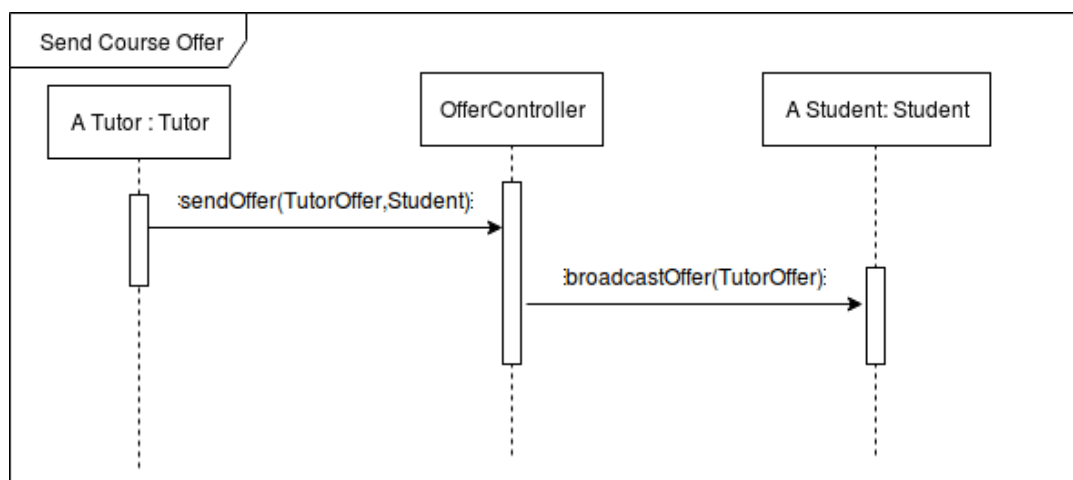 Send Course Offer
A Tutor : Tutor
OfferController
A Student: Student
sendOffer(TutorOffer,Student)
broadcastOffer(TutorOffer)